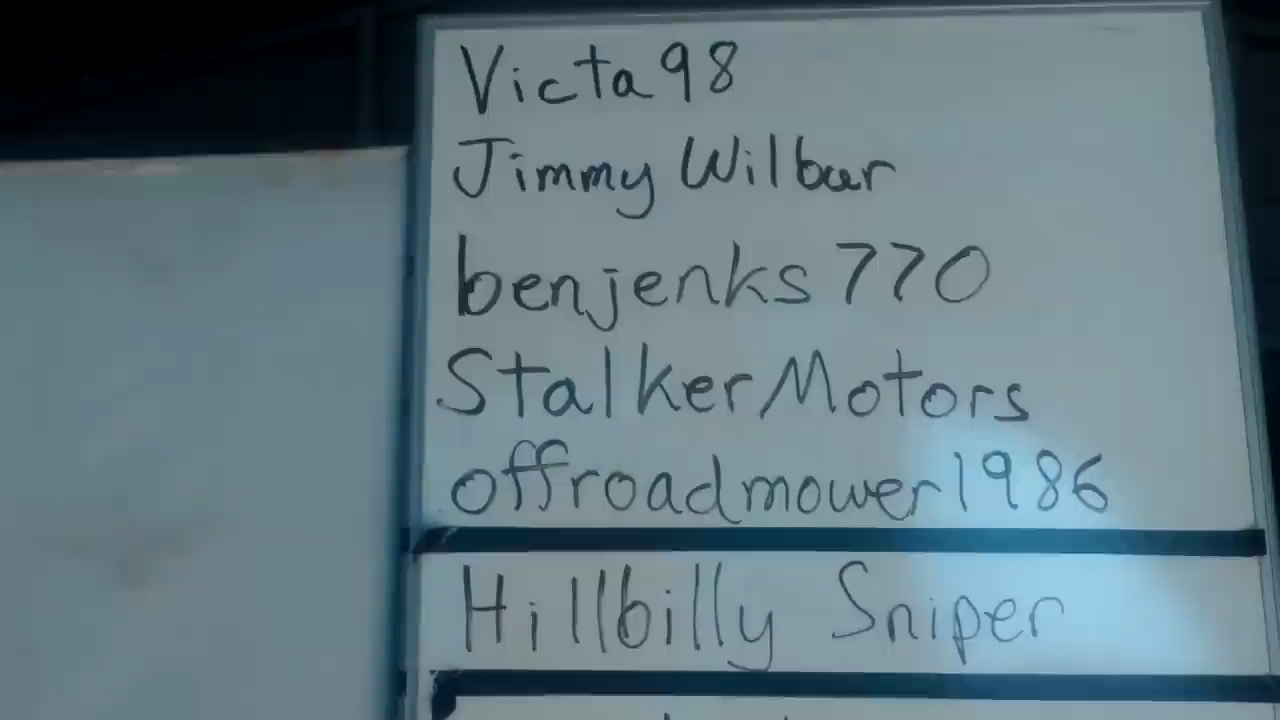 Victa98
Jimmy Wilbur
benjenks770
StalkerMotors
offroadmower1986
Hillbilly Sniper